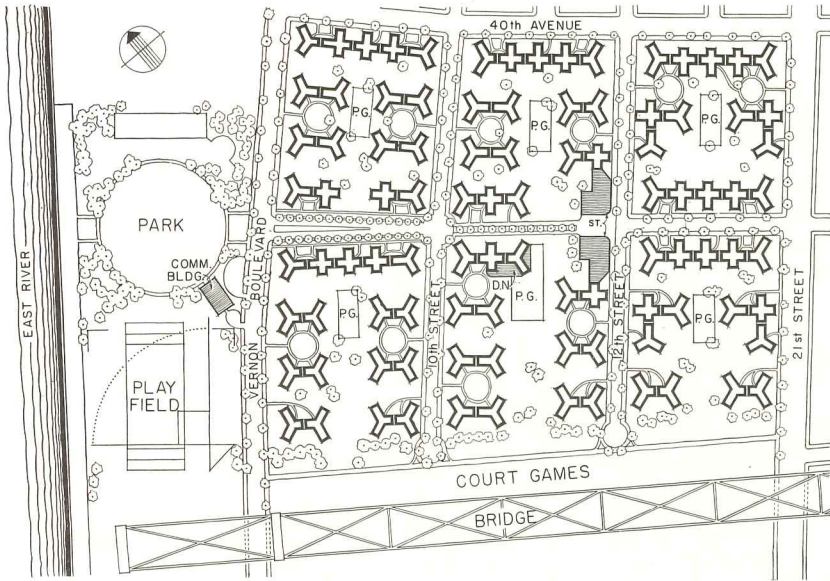 40th AVENUE
P.G.
P.G.
P.G.
PARK
ST.
COMM.
BLDG.
BOULEVARD
VERNON
EAST RIVER
D.N.
P.G.
P.G.
P.G.
10th STREET
12th STREET
21st STREET
PLAY
FIELD
COURT GAMES
BRIDGE